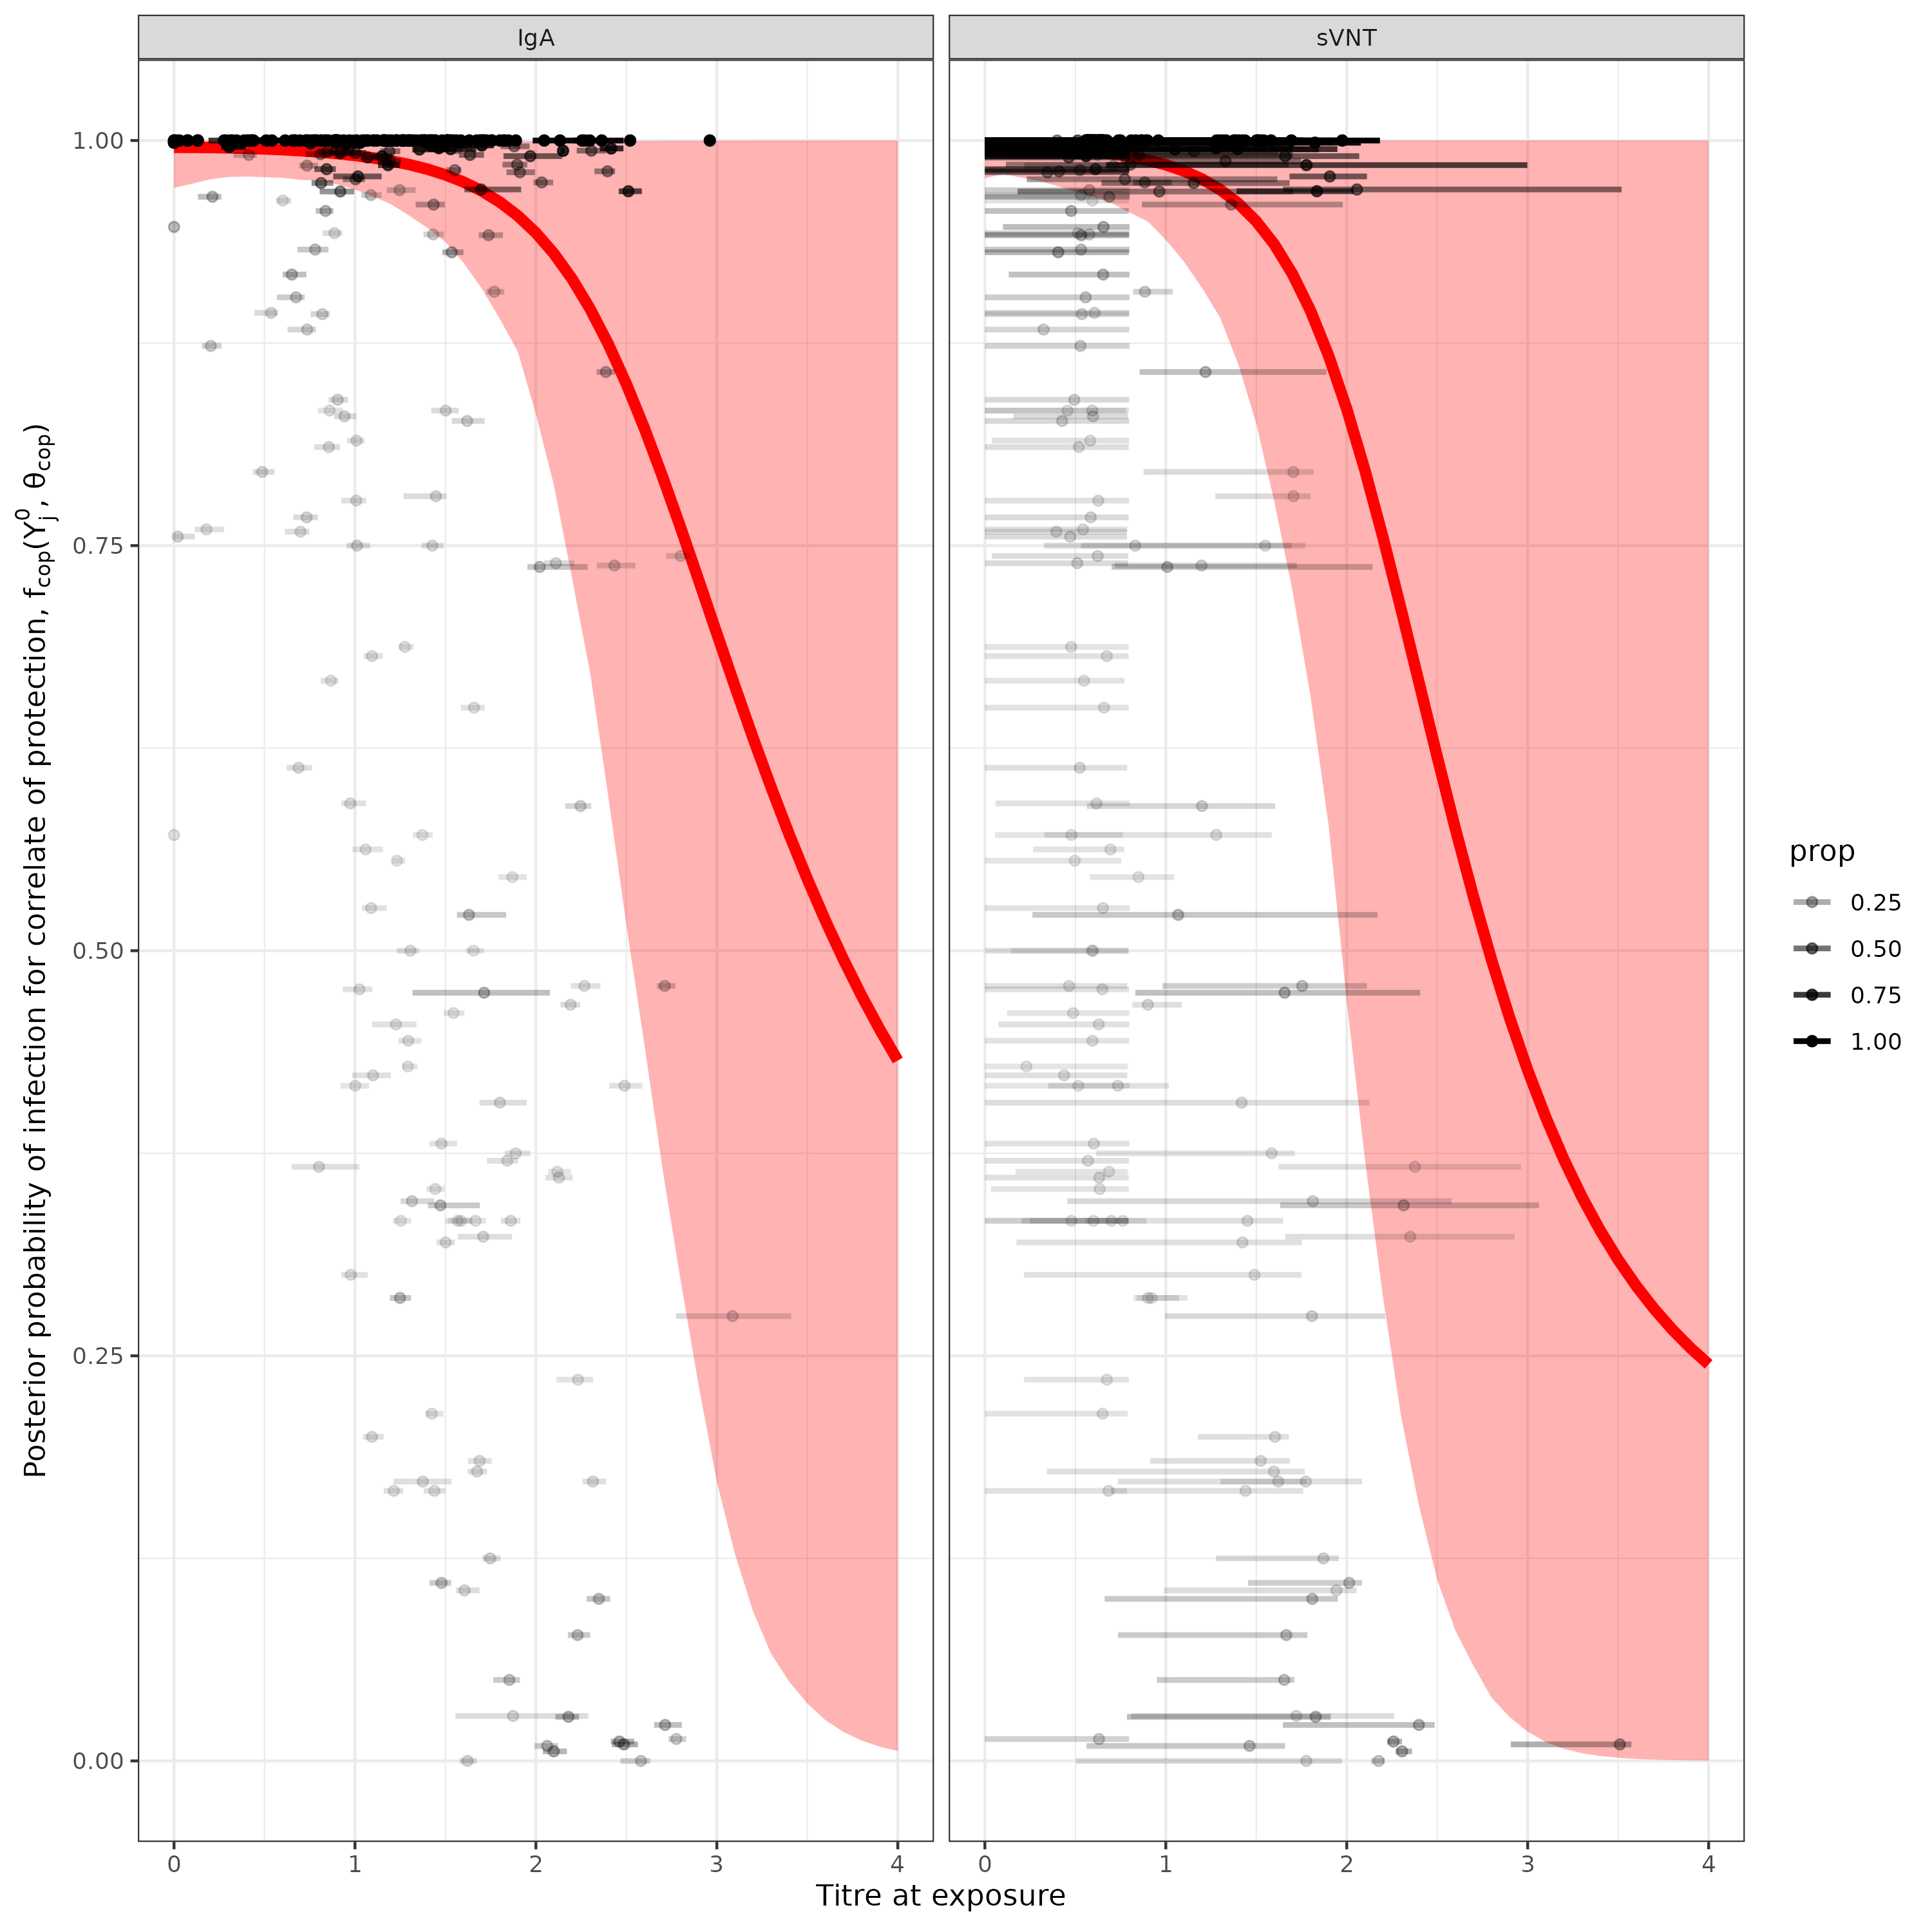 IgA
sVNT
Posterior probability of infection for correlate of protection, f_cop(Y_j^0, θ_cop)
1.00
0.75
0.50
0.25
0.00
0 1 2 3 4
0 1 2 3 4
Titre at exposure
prop
0.25
0.50
0.75
1.00